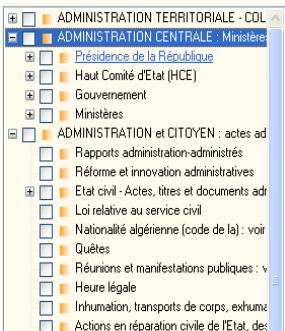 ADMINISTRATION TERRITORIALE - COL
ADMINISTRATION CENTRALE : Ministères
Présidence de la République
Haut Comité d'Etat (HCE)
Gouvernement
Ministères
ADMINISTRATION et CITOYEN : actes ad
Rapports administration-administrés
Réforme et innovation administratives
Etat civil - Actes, titres et documents adr
Loi relative au service civil
Nationalité algérienne (code de la) : voir
Quêtes
Réunions et manifestations publiques : v
Heure légale
Inhumation, transports de corps, exhuma
Actions en réparation civile de l'Etat, des